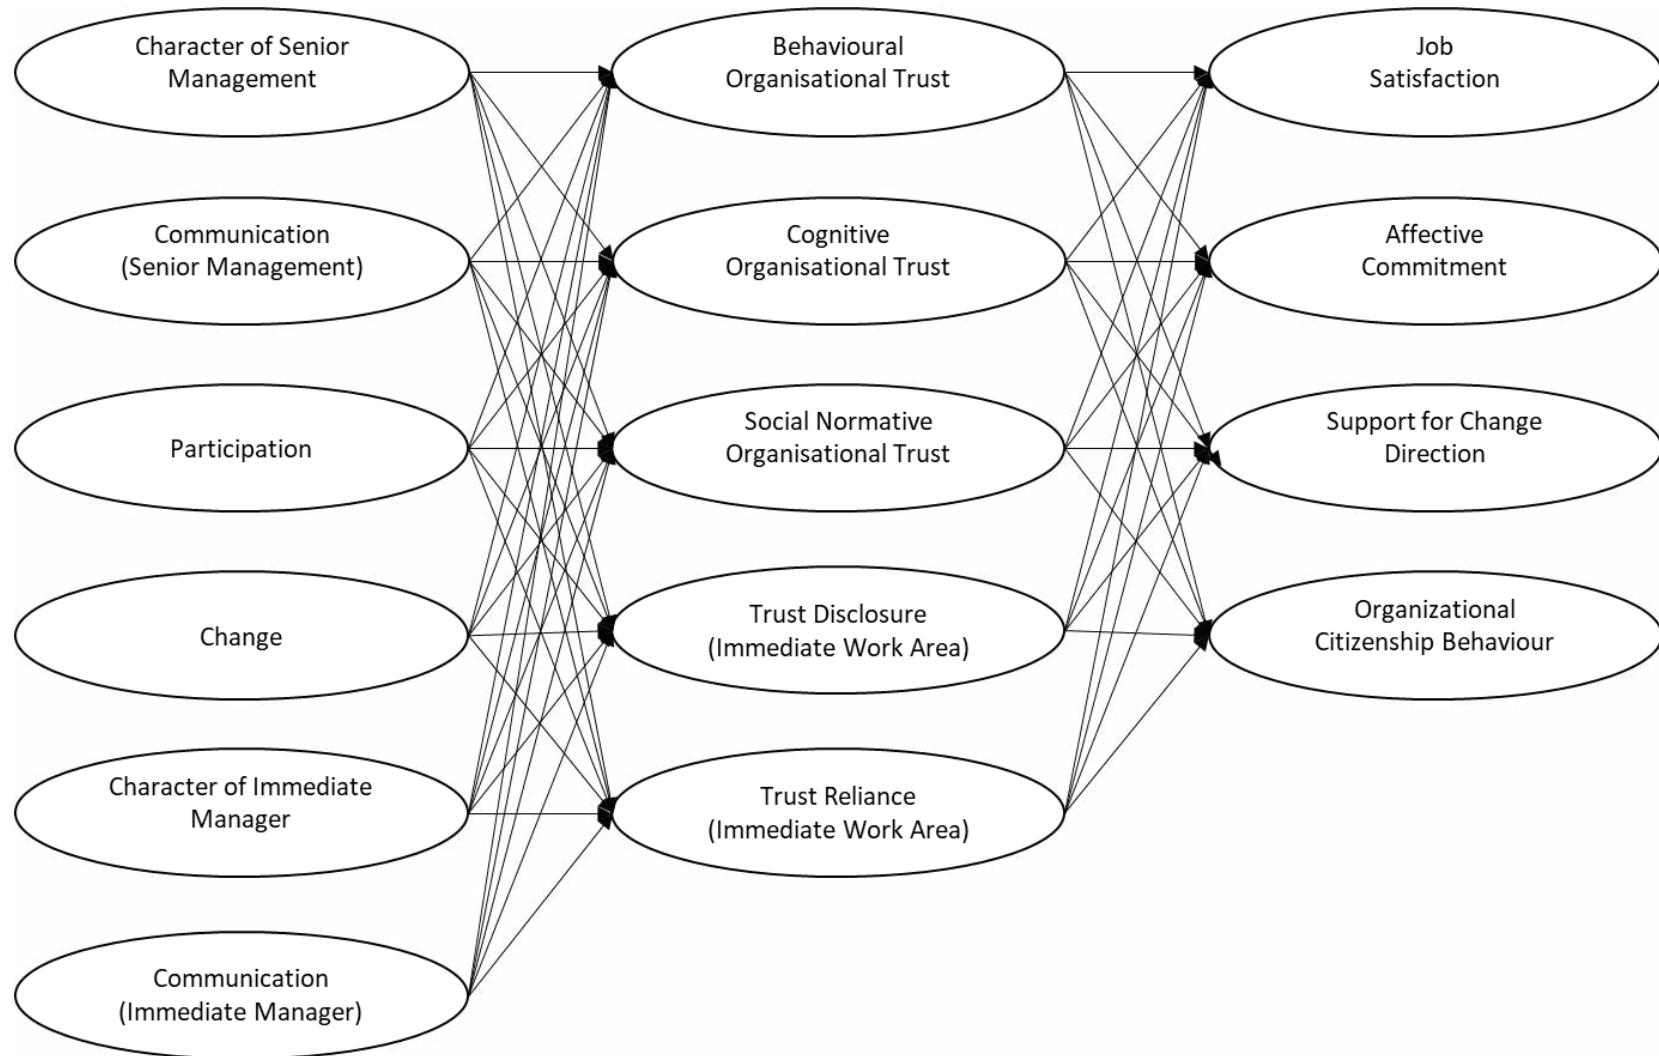 Character of Senior
Management
Behavioural
Organisational Trust
Job
Satisfaction
Communication
(Senior Management)
Cognitive
Organisational Trust
Affective
Commitment
Participation
Social Normative
Organisational Trust
Support for Change
Direction
Change
Trust Disclosure
(Immediate Work Area)
Organizational
Citizenship Behaviour
Character of Immediate
Manager
Trust Reliance
(Immediate Work Area)
Communication
(Immediate Manager)